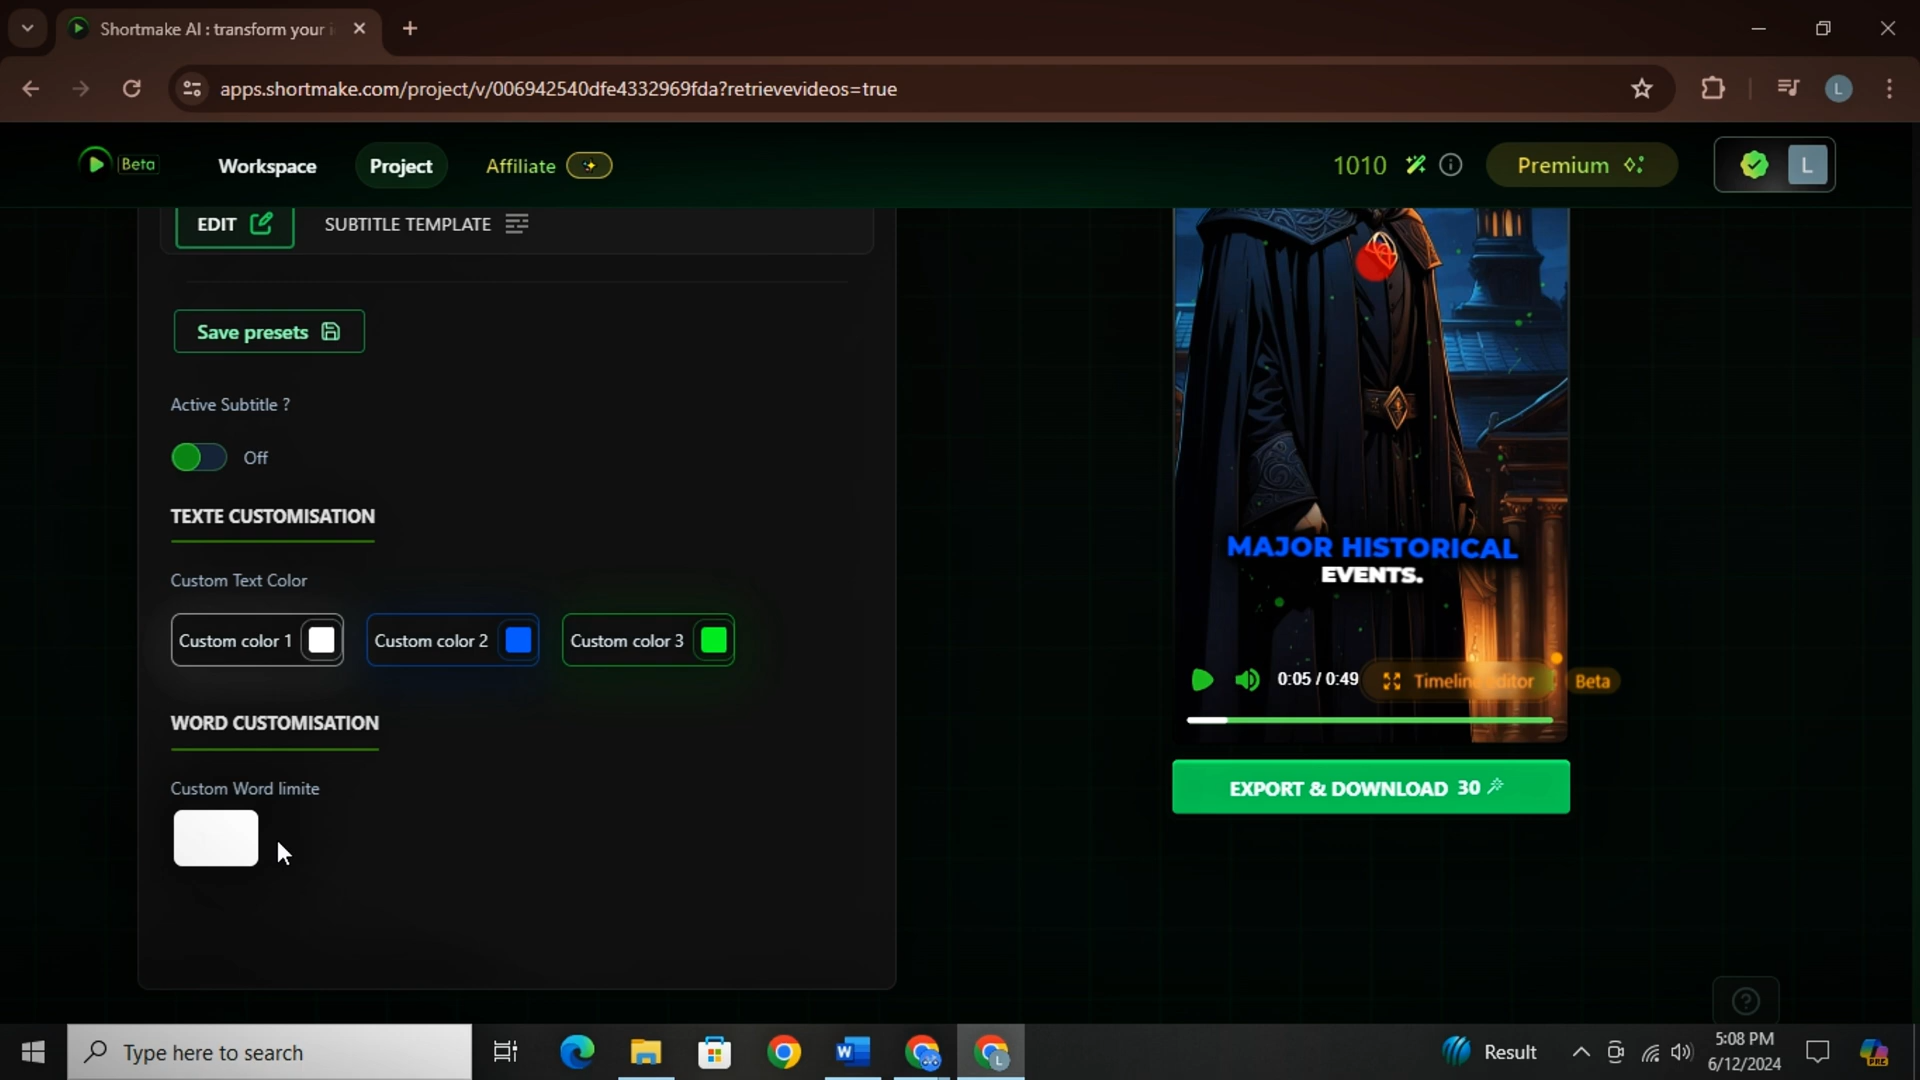 Shortmake AI : transform your i
apps.shortmake.com/project/v/006942540dfe4332969fda?retrievevideos=true
L
Beta
Workspace
Project
Affiliate
1010
Premium
L
EDIT
SUBTITLE TEMPLATE
Save presets
Active Subtitle ?
Off
TEXTE CUSTOMISATION
Custom Text Color
Custom color 1
Custom color 2
Custom color 3
WORD CUSTOMISATION
Custom Word limite
MAJOR HISTORICAL
EVENTS.
0:05 / 0:49
Timeline editor
Beta
EXPORT & DOWNLOAD 30
Type here to search
W
L
Result
5:08 PM
6/12/2024
PRE